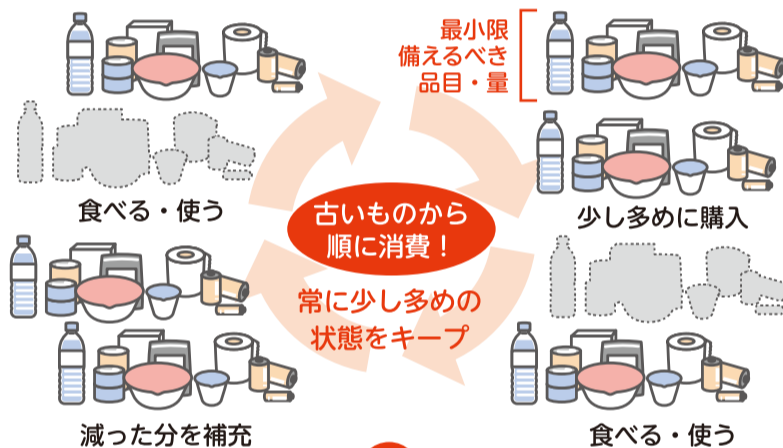 最小限
備えるべき
品目・量
食べる・使う
少し多めに購入
古いものから
順に消費！
常に少し多めの
状態をキープ
減った分を補充
食べる・使う